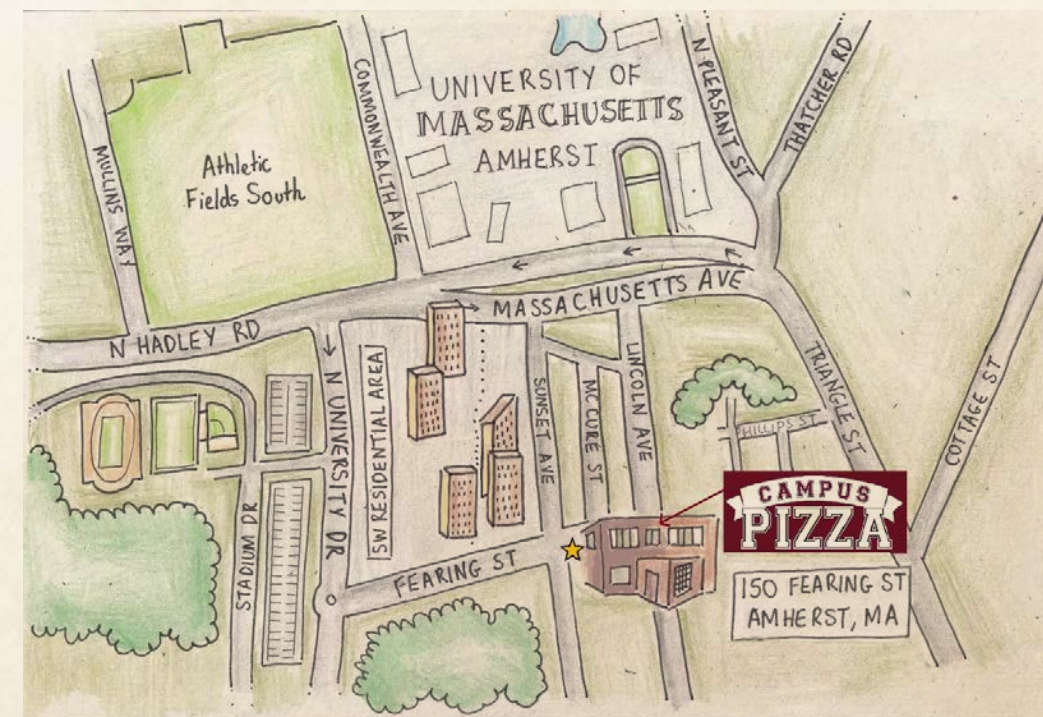 MULLINS WAY
Athletic
Fields South
COMMONWEALTH AVE
UNIVERSITY OF
MASSACHUSETTS
AMHERST
N PLEASANT ST
THATCHER RD
N HADLEY RD
MASSACHUSETTS AVE
N UNIVERSITY DR
SW RESIDENTIAL AREA
SUNSET AVE
MC CURE ST
LINCOLN AVE
PHILLIPS ST
TRIANGLE ST
COTTAGE ST
STADIUM DR
FEARING ST
CAMPUS
PIZZA
150 FEARING ST
AMHERST, MA